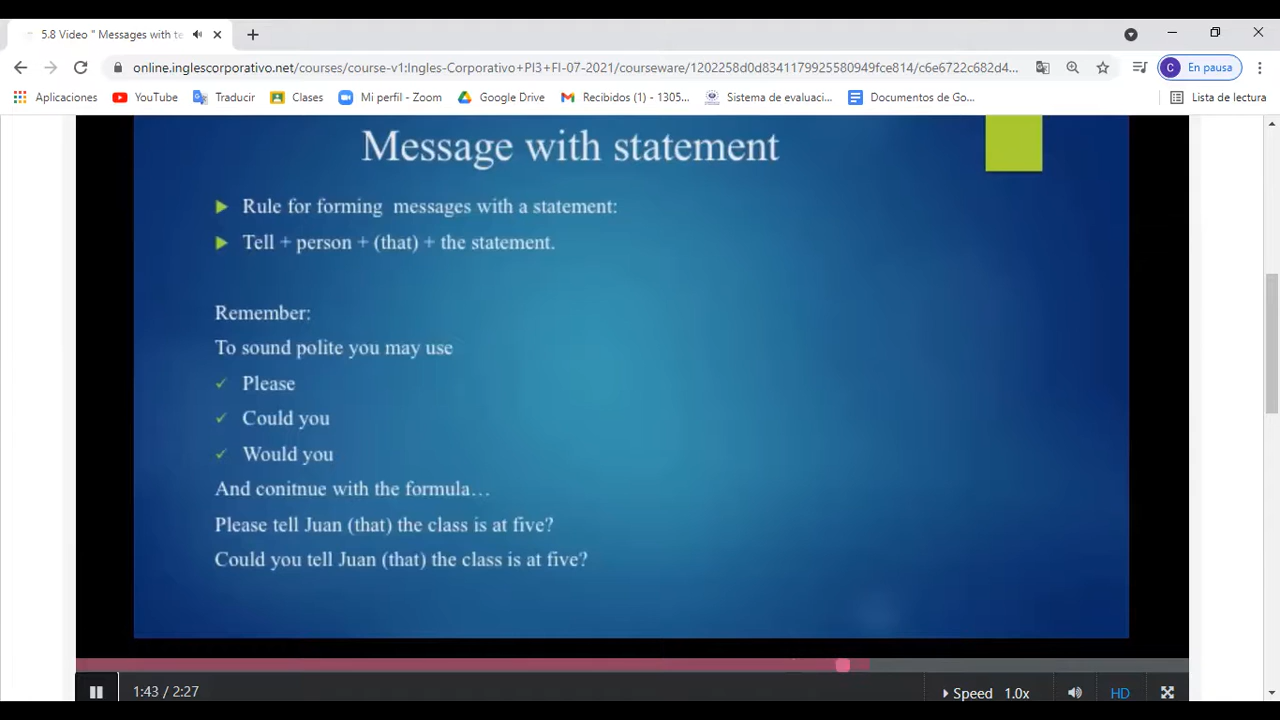 5.8 Video " Messages with te
online.inglescorporativo.net/courses/course-v1:Ingles-Corporativo+PI3+FI-07-2021/courseware/1202258d0d8341179925580949fce814/c6e6722c682d4...
C En pausa
Aplicaciones YouTube Traducir Clases Mi perfil - Zoom Google Drive Recibidos (1) - 1305... Sistema de evaluaci... Documentos de Go... Lista de lectura
Message with statement
Rule for forming messages with a statement:
Tell + person + (that) + the statement.
Remember:
To sound polite you may use
Please
Could you
Would you
And conitnue with the formula…
Please tell Juan (that) the class is at five?
Could you tell Juan (that) the class is at five?
1:43 / 2:27 Speed 1.0x HD